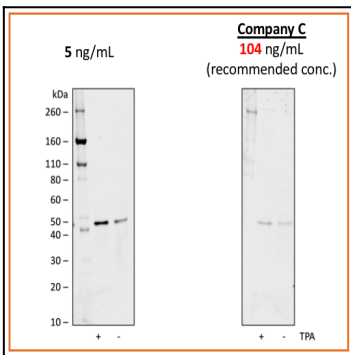 5 ng/mL
Company C
104 ng/mL
(recommended conc.)
kDa
260 –
160 –
110 –
80 –
60 –
50 –
40 –
30 –
20 –
10 –
+ - + - TPA